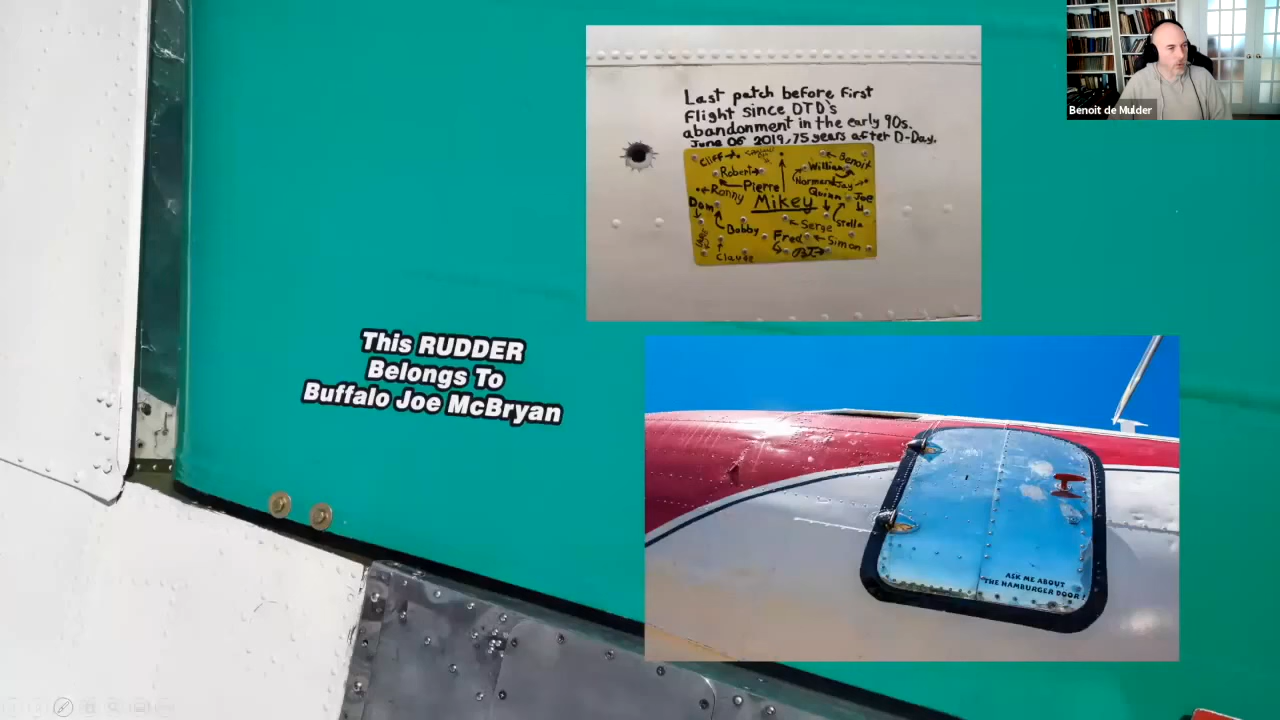 Benoit de Mulder
Last patch before First
Flight since DTD's
abandonment in the early 90s.
June 06 2019, 75 years after D-Day.
Cliff
Benoit
Robert
William
Pierre
Norman
Jay
Ronny
Quinn
Joe
Dom
Mikey
Bobby
Serge
Stella
Fred
Simon
Claude
This RUDDER
Belongs To
Buffalo Joe McBryan
ASK ME ABOUT
THE HAMBURGER DOOR!